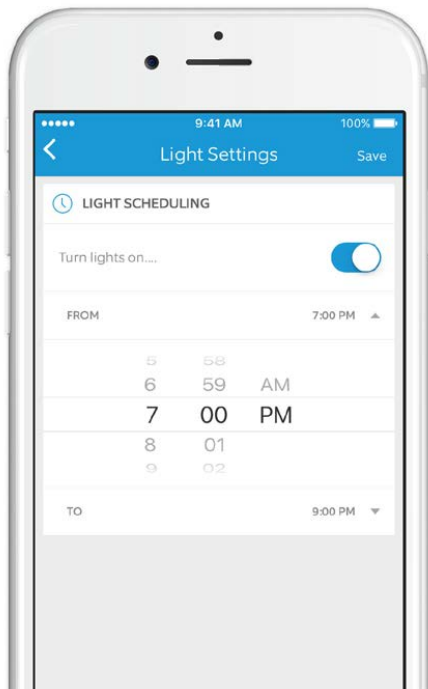 9:41 AM 100%
Light Settings Save
LIGHT SCHEDULING
Turn lights on....
FROM 7:00 PM
5 58
6 59 AM
7 00 PM
8 01
9 02
TO 9:00 PM